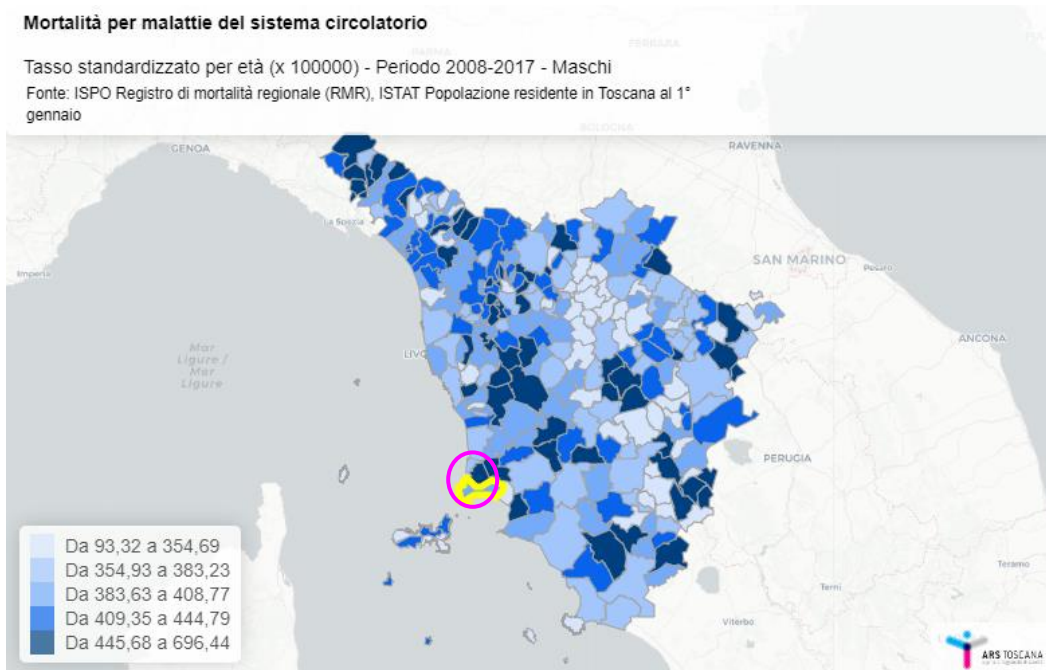 Mortalità per malattie del sistema circolatorio
Tasso standardizzato per età (x 100000) - Periodo 2008-2017 - Maschi
Fonte: ISPO Registro di mortalità regionale (RMR), ISTAT Popolazione residente in Toscana al 1°
gennaio
PARMA
FERRARA
BOLOGNA
GENOA
RAVENNA
La Spezia
SAN MARINO
Imperia
Pesaro
ANCONA
Mar
Ligure /
Mer
Ligure
LIVO
PERUGIA
Teramo
Terni
Viterbo
Da 93,32 a 354,69
Da 354,93 a 383,23
Da 383,63 a 408,77
Da 409,35 a 444,79
Da 445,68 a 696,44
ARS TOSCANA